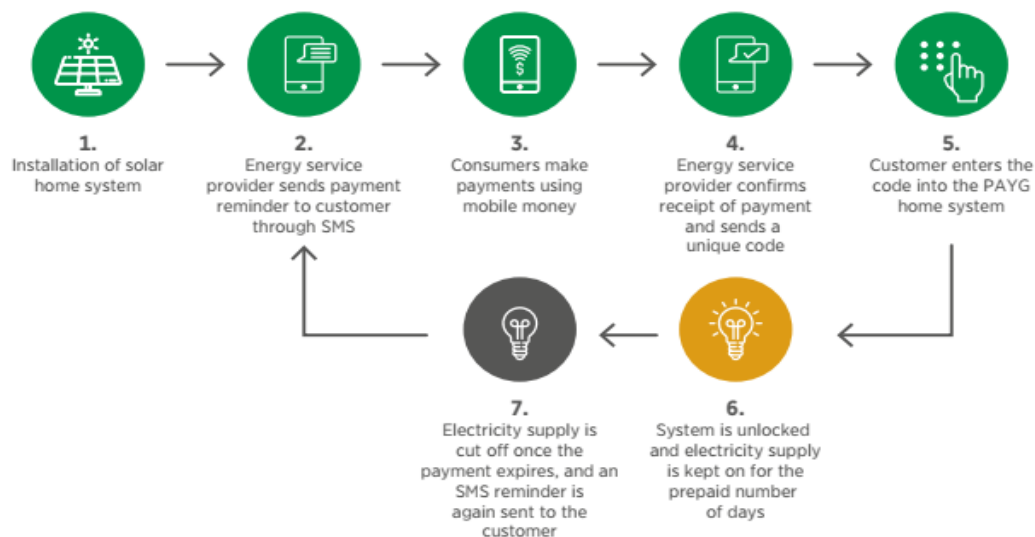 1.
Installation of solar
home system
2.
Energy service
provider sends payment
reminder to customer
through SMS
3.
Consumers make
payments using
mobile money
$
4.
Energy service
provider confirms
receipt of payment
and sends a
unique code
5.
Customer enters the
code into the PAYG
home system
6.
System is unlocked
and electricity supply
is kept on for the
prepaid number
of days
7.
Electricity supply is
cut off once the
payment expires, and an
SMS reminder is
again sent to the
customer